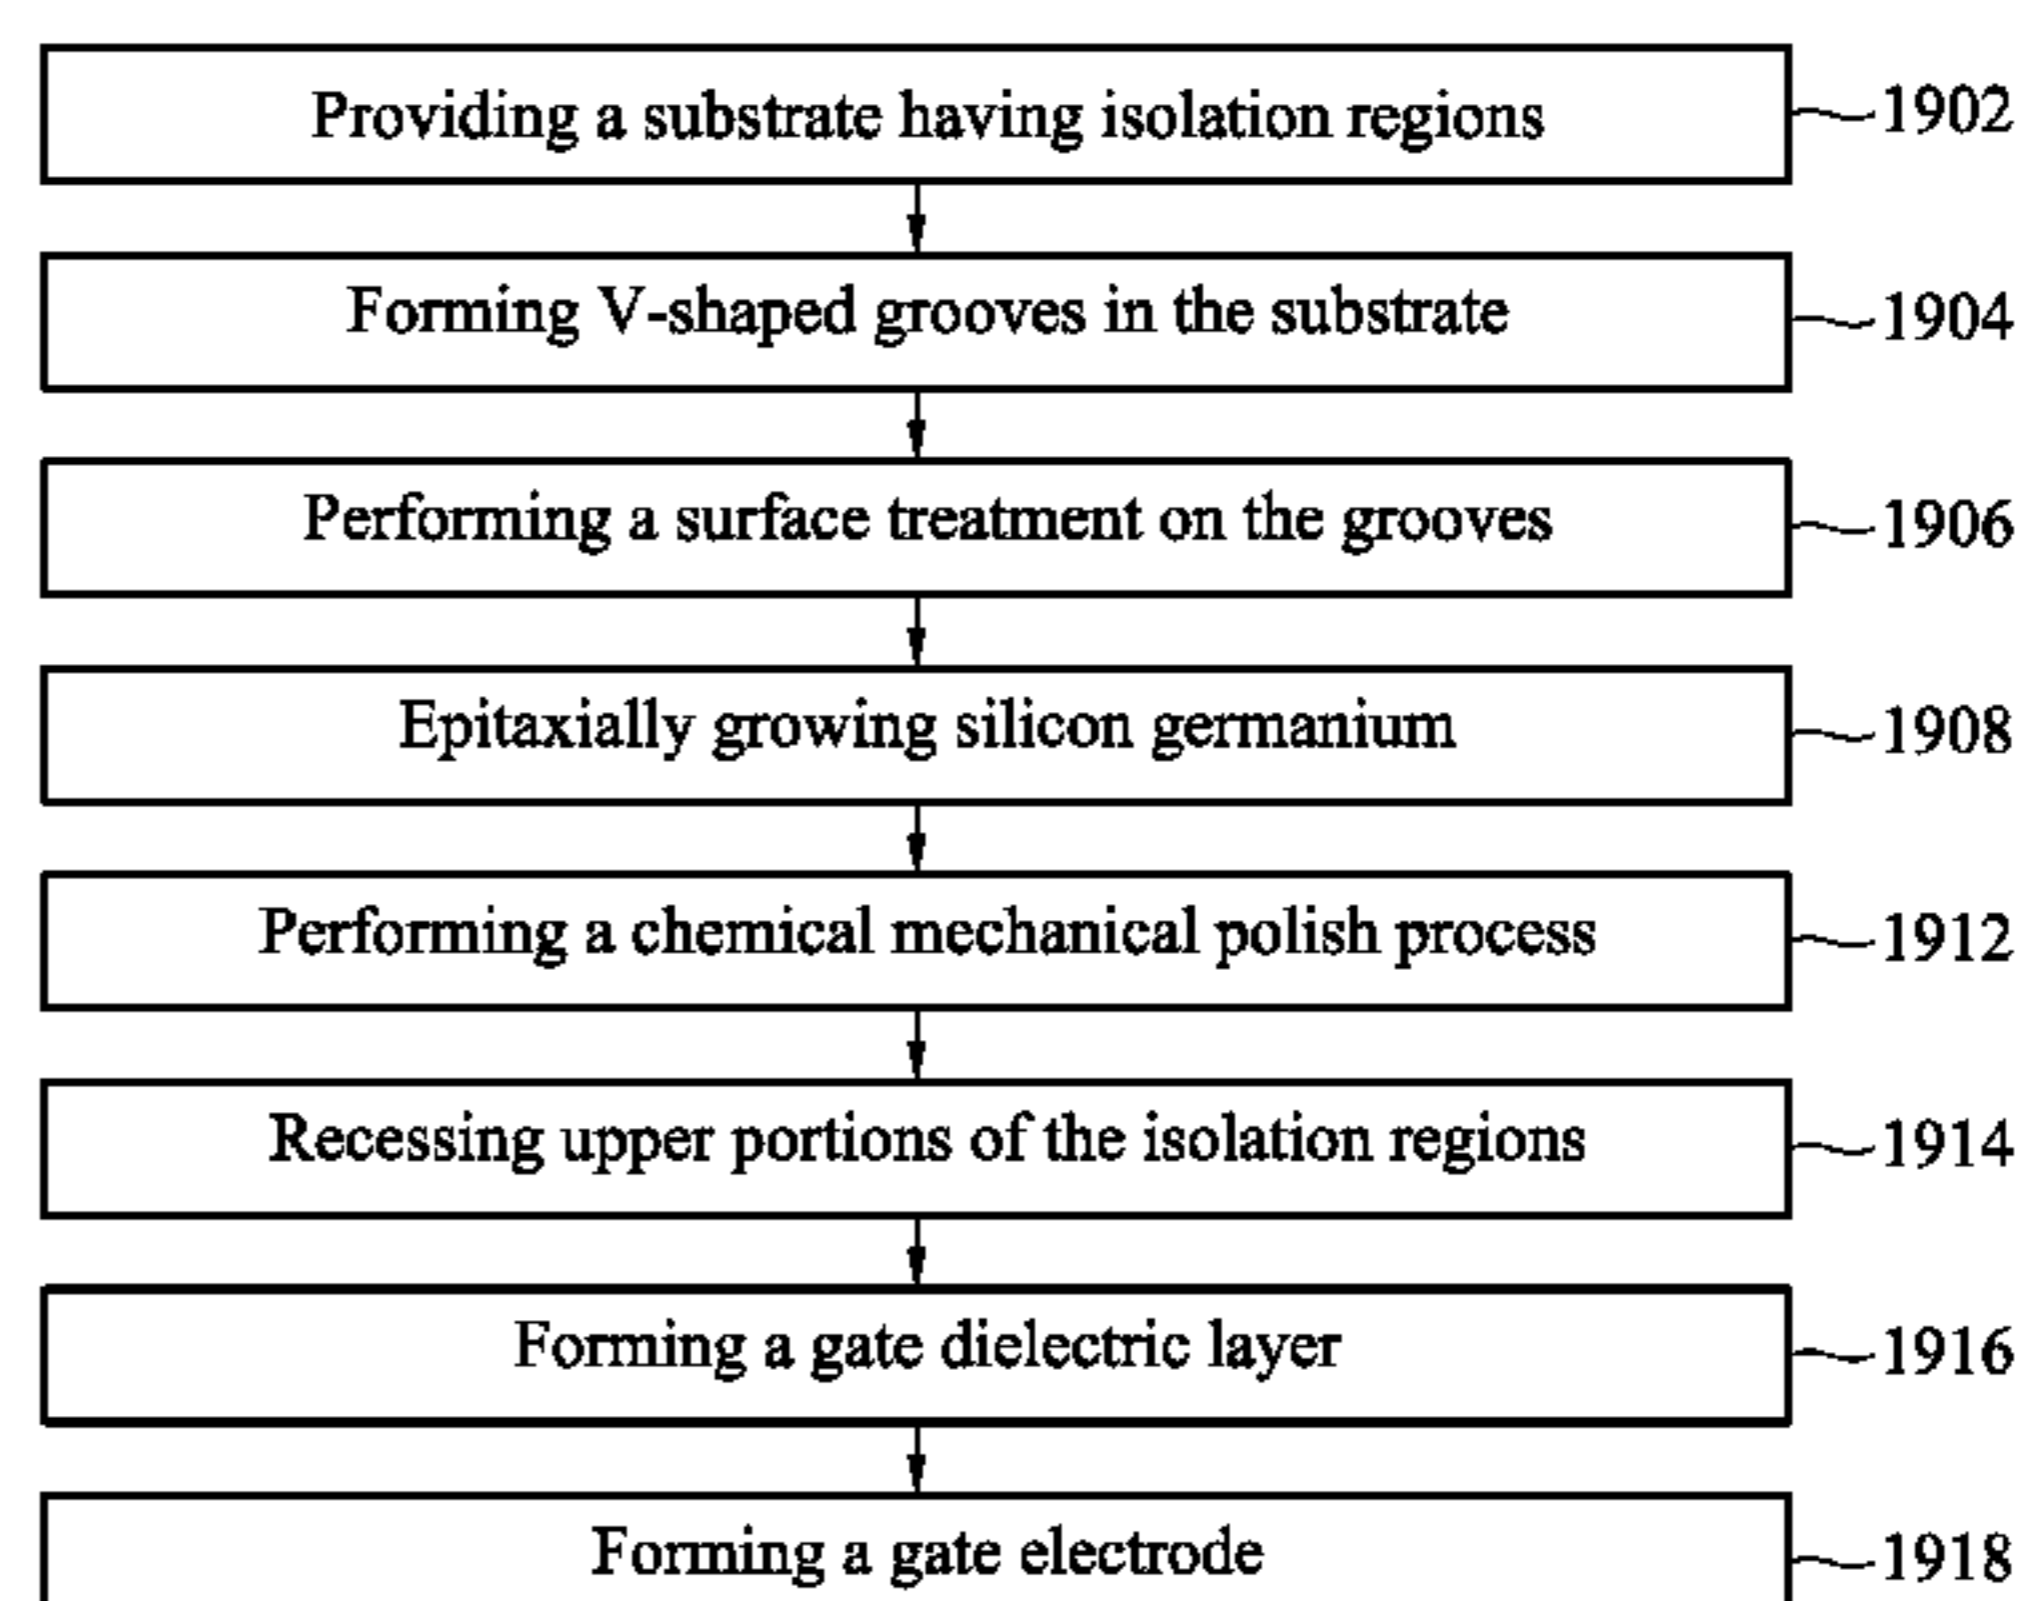 Providing a substrate having isolation regions 1902
Forming V-shaped grooves in the substrate 1904
Performing a surface treatment on the grooves 1906
Epitaxially growing silicon germanium 1908
Performing a chemical mechanical polish process 1912
Recessing upper portions of the isolation regions 1914
Forming a gate dielectric layer 1916
Forming a gate electrode 1918